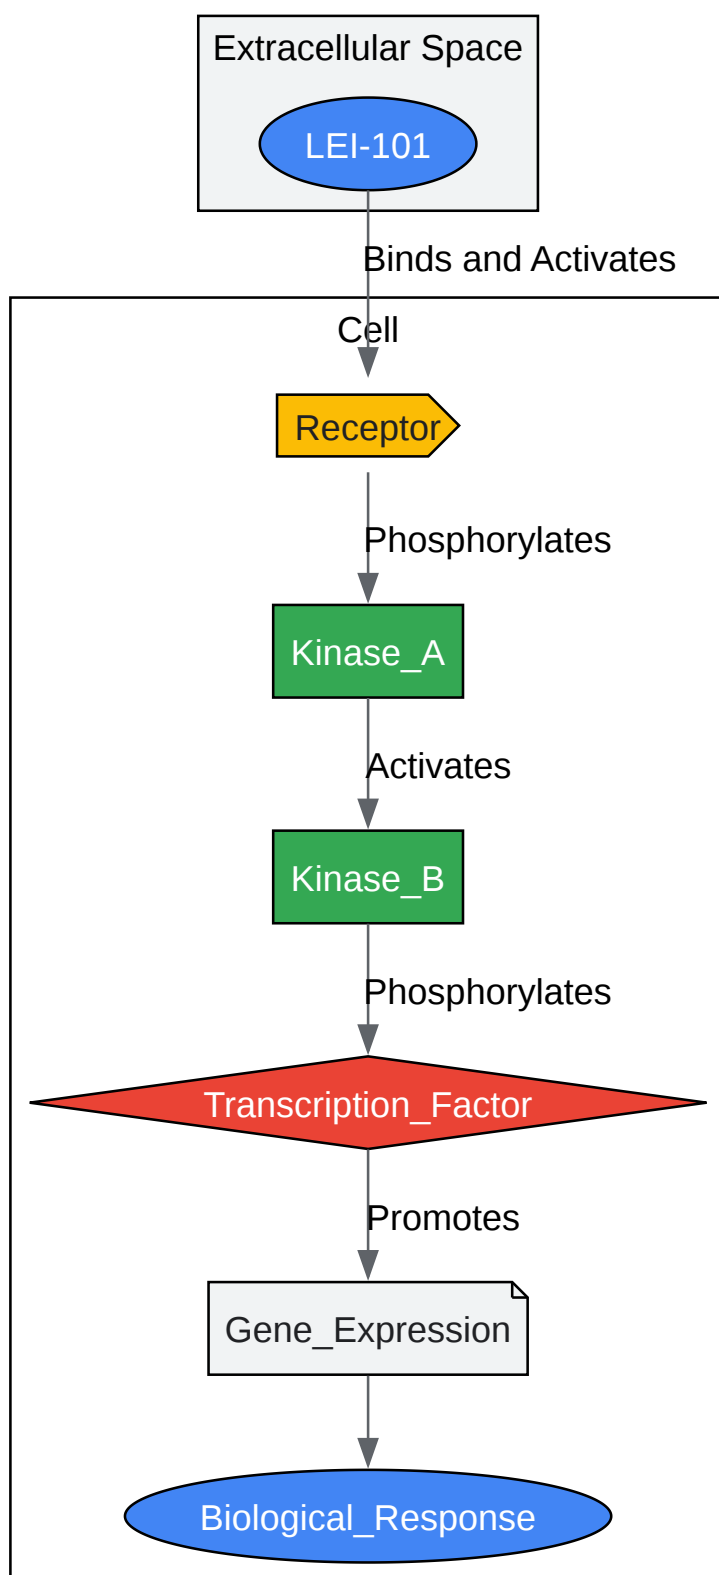 Extracellular Space
LEI-101
Binds and Activates
Cell
Receptor
Phosphorylates
Kinase_A
Activates
Kinase_B
Phosphorylates
Transcription_Factor
Promotes
Gene_Expression
Biological_Response